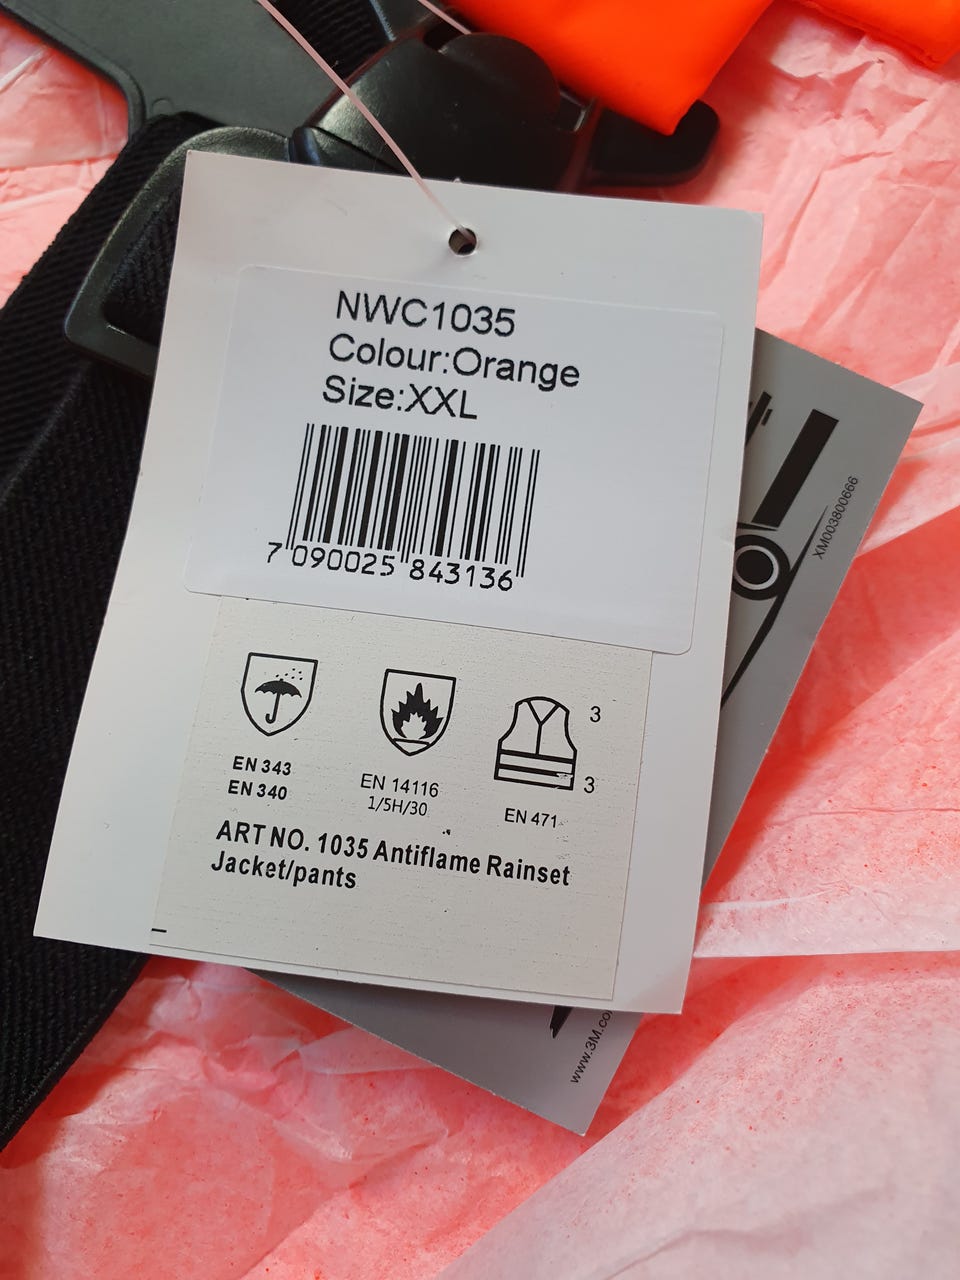 NWC1035
Colour:Orange
Size:XXL
7 090025 843136
EN 343
EN 340
EN 14116
1/5H/30
3
3
EN 471
ART NO. 1035 Antiflame Rainset
Jacket/pants
XM003800666
www.3M.co